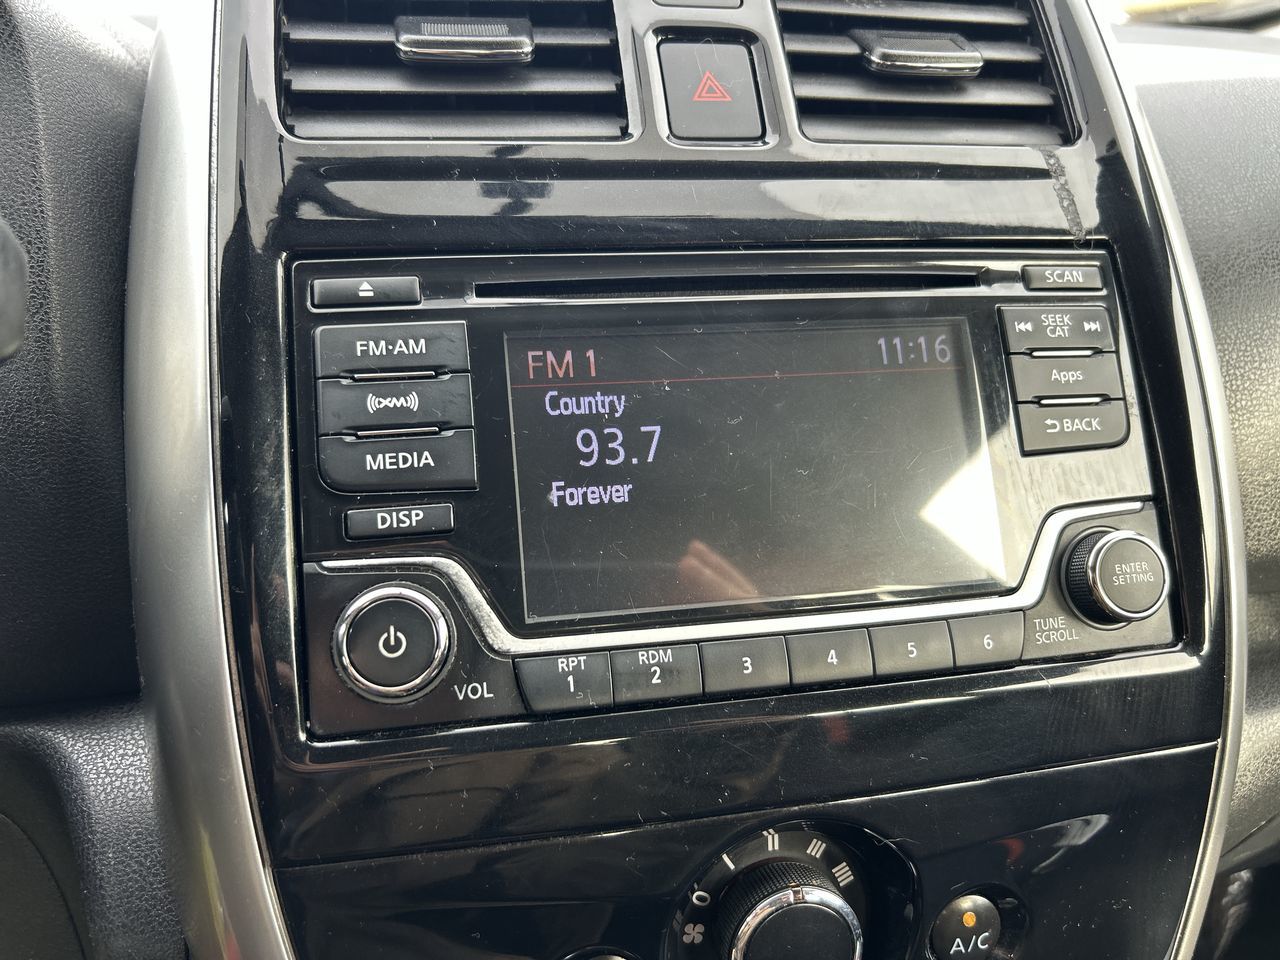 SCAN
FM·AM
SEEK
CAT
XM
Apps
MEDIA
BACK
DISP
FM 1
11:16
Country
93.7
Forever
ENTER
SETTING
TUNE
SCROLL
VOL
RPT
1
RDM
2
3
4
5
6
0
A/C